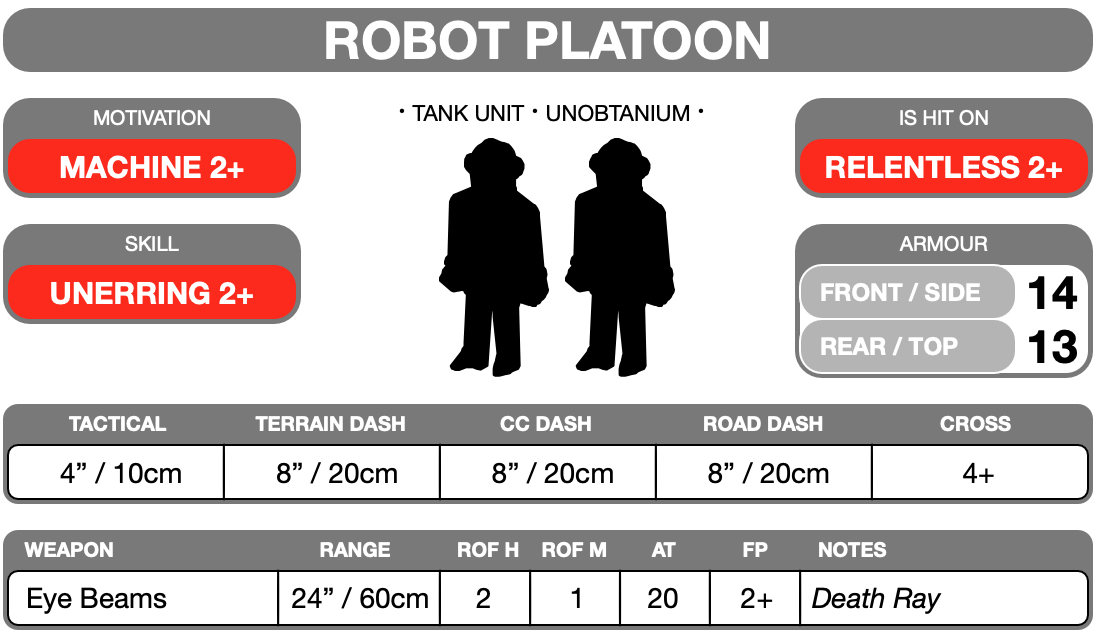 ROBOT PLATOON
MOTIVATION
MACHINE 2+
SKILL
UNERRING 2+
• TANK UNIT • UNOBTANIUM •
IS HIT ON
RELENTLESS 2+
ARMOUR
FRONT / SIDE 14
REAR / TOP 13
TACTICAL TERRAIN DASH CC DASH ROAD DASH CROSS
4” / 10cm 8” / 20cm 8” / 20cm 8” / 20cm 4+
WEAPON RANGE ROF H ROF M AT FP NOTES
Eye Beams 24” / 60cm 2 1 20 2+ Death Ray